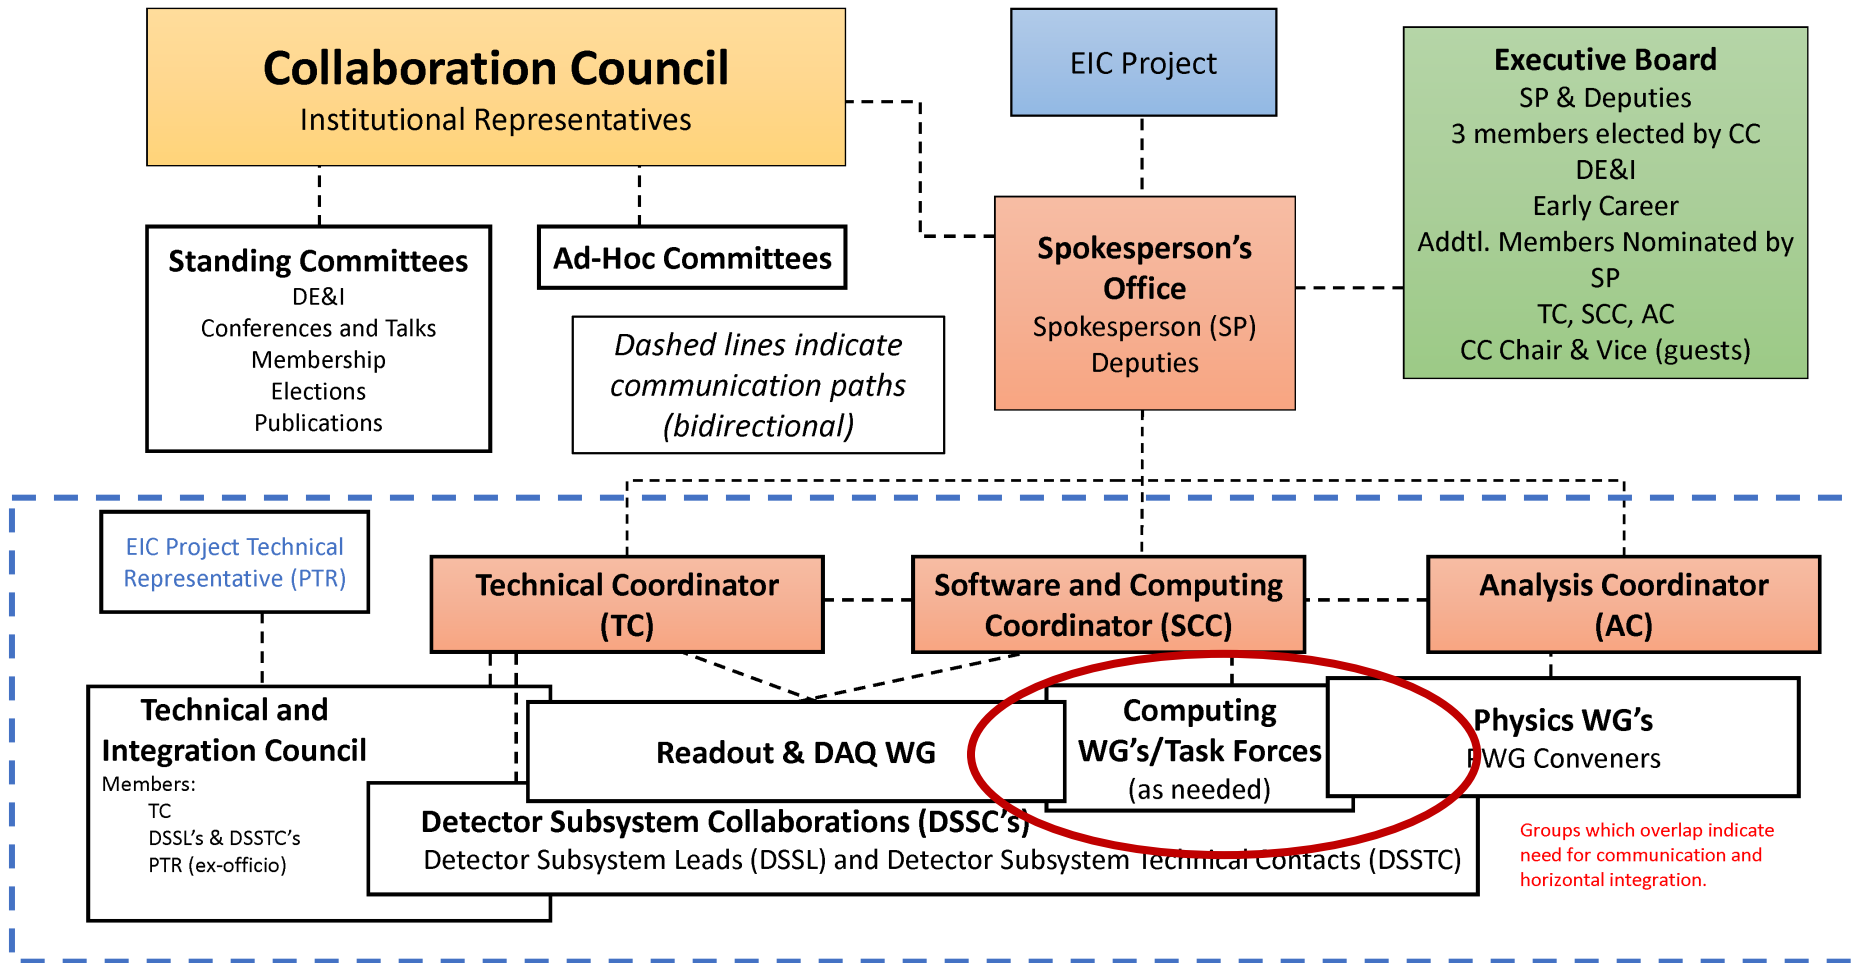 Collaboration Council
Institutional Representatives
EIC Project
Executive Board
SP & Deputies
3 members elected by CC
DE&I
Early Career
Addtl. Members Nominated by
SP
TC, SCC, AC
CC Chair & Vice (guests)
Standing Committees
DE&I
Conferences and Talks
Membership
Elections
Publications
Ad-Hoc Committees
Spokesperson’s
Office
Spokesperson (SP)
Deputies
Dashed lines indicate
communication paths
(bidirectional)
EIC Project Technical
Representative (PTR)
Technical Coordinator
(TC)
Software and Computing
Coordinator (SCC)
Analysis Coordinator
(AC)
Technical and
Integration Council
Members:
TC
DSSL’s & DSSTC’s
PTR (ex-officio)
Readout & DAQ WG
Computing
WG’s/Task Forces
(as needed)
Physics WG’s
PWG Conveners
Detector Subsystem Collaborations (DSSC’s)
Detector Subsystem Leads (DSSL) and Detector Subsystem Technical Contacts (DSSTC)
Groups which overlap indicate
need for communication and
horizontal integration.